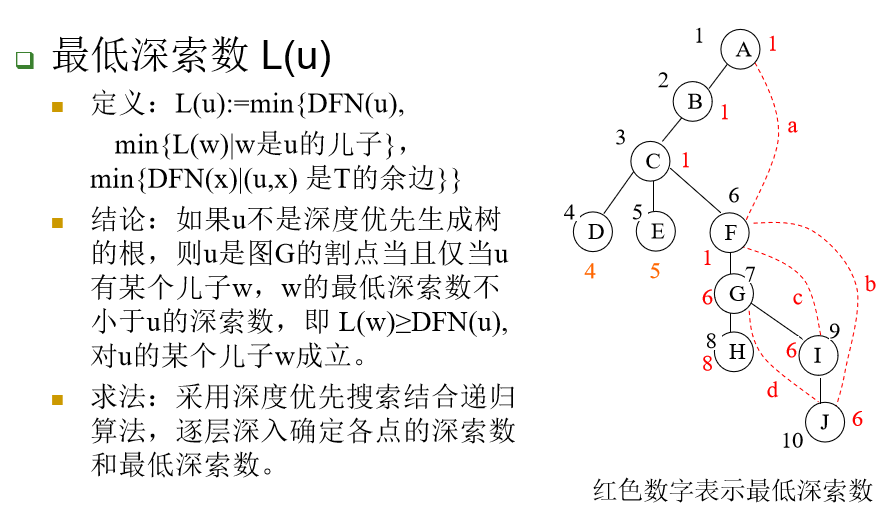 最低深索数 L(u)
定义：L(u):=min{DFN(u),
min{L(w)|w是u的儿子}，
min{DFN(x)|(u,x) 是T的余边}}
结论：如果u不是深度优先生成树
的根，则u是图G的割点当且仅当u
有某个儿子w，w的最低深索数不
小于u的深索数，即 L(w)≥DFN(u),
对u的某个儿子w成立。
求法：采用深度优先搜索结合递归
算法，逐层深入确定各点的深索数
和最低深索数。
1 A 1
2 B 1
a
3 C 1
6
4 D 5 E F
4 5 1
7
6 G c b
9
8 H 6 I
8
d
J 6
10
红色数字表示最低深索数